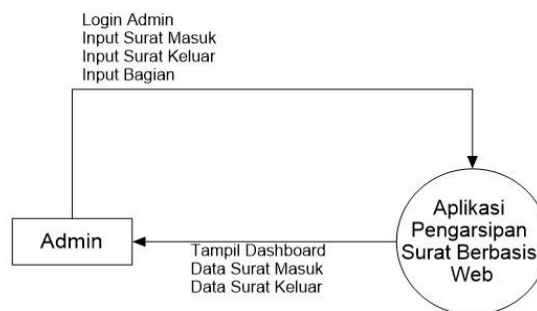 Login Admin
Input Surat Masuk
Input Surat Keluar
Input Bagian
Admin
Tampil Dashboard
Data Surat Masuk
Data Surat Keluar
Aplikasi
Pengarsipan
Surat Berbasis
Web